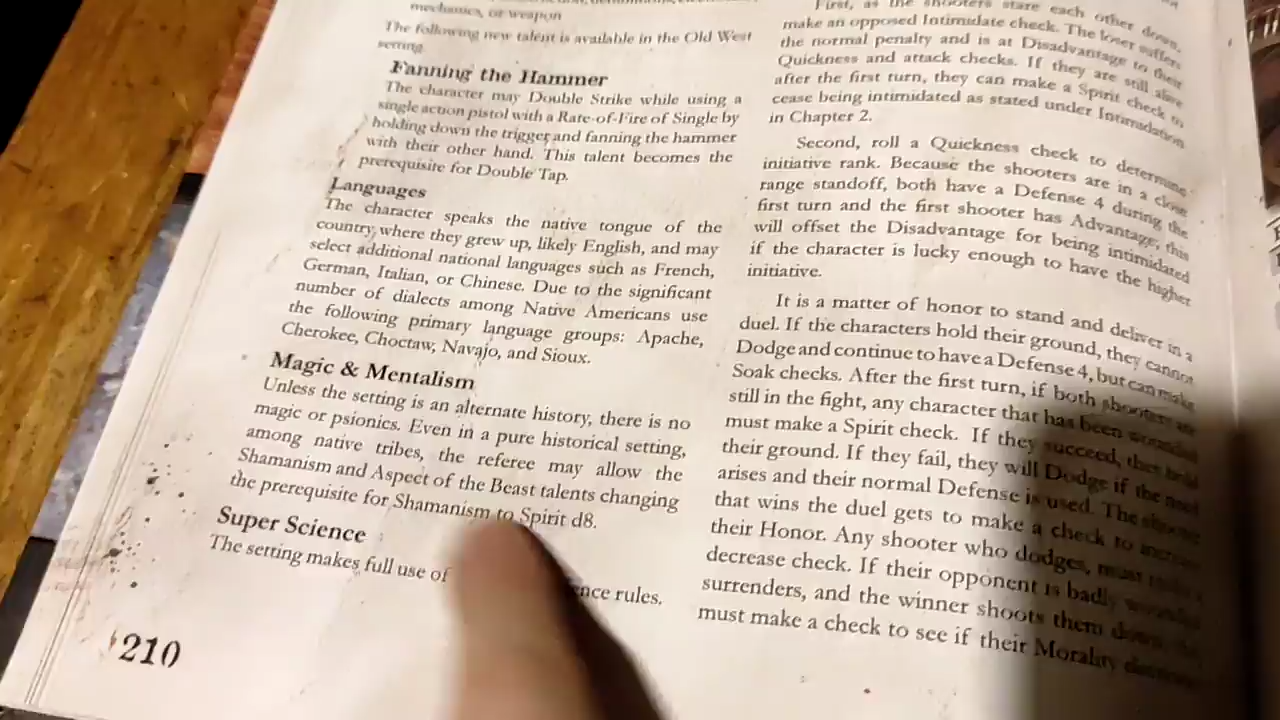 mechanics, or weapon
The following new talent is available in the Old West
setting.
Fanning the Hammer
The character may Double Strike while using a
single action pistol with a Rate-of-Fire of Single by
holding down the trigger and fanning the hammer
with their other hand. This talent becomes the
prerequisite for Double Tap.
Languages
The character speaks the native tongue of the
country where they grew up, likely English, and may
select additional national languages such as French,
German, Italian, or Chinese. Due to the significant
number of dialects among Native Americans use
the following primary language groups: Apache,
Cherokee, Choctaw, Navajo, and Sioux.
Magic & Mentalism
Unless the setting is an alternate history, there is no
magic or psionics. Even in a pure historical setting,
among native tribes, the referee may allow the
Shamanism and Aspect of the Beast talents changing
the prerequisite for Shamanism to Spirit d8.
Super Science
The setting makes full use of rules.
210
First, as the shooters stare each other down,
make an opposed Intimidate check. The loser suffers
the normal penalty and is at Disadvantage to their
Quickness and attack checks. If they are still alive
after the first turn, they can make a Spirit check to
cease being intimidated as stated under Intimidation
in Chapter 2.
Second, roll a Quickness check to determine
initiative rank. Because the shooters are in a close
range standoff, both have a Defense 4 during the
first turn and the first shooter has Advantage; this
will offset the Disadvantage for being intimidated
if the character is lucky enough to have the higher
initiative.
It is a matter of honor to stand and deliver in a
duel. If the characters hold their ground, they cannot
Dodge and continue to have a Defense 4, but can make
Soak checks. After the first turn, if both shooters are
still in the fight, any character that has been wounded
must make a Spirit check. If they succeed, they hold
their ground. If they fail, they will Dodge if the need
arises and their normal Defense is used. The shooter
that wins the duel gets to make a check to increase
their Honor. Any shooter who dodges, must make a
decrease check. If their opponent is badly wounded
surrenders, and the winner shoots them down
must make a check to see if their Morality